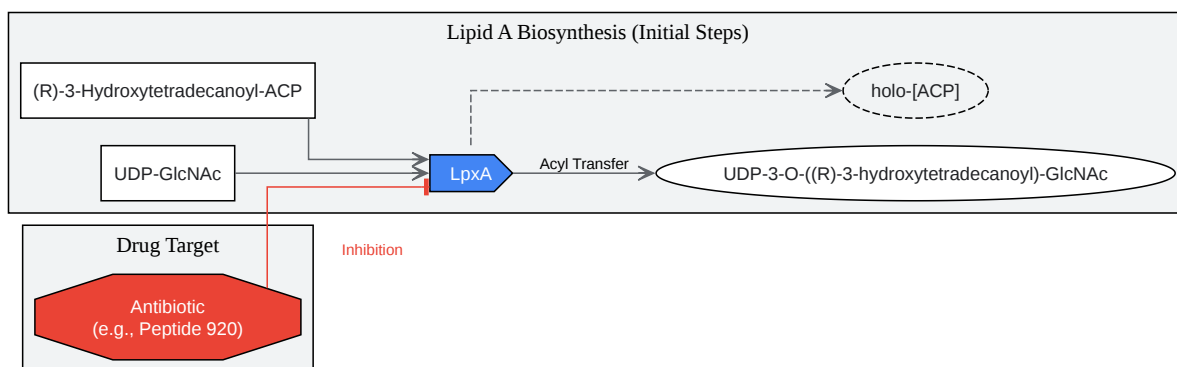 Lipid A Biosynthesis (Initial Steps)
(R)-3-Hydroxytetradecanoyl-ACP
holo-[ACP]
UDP-GlcNAc
LpxA
Acyl Transfer
UDP-3-O-((R)-3-hydroxytetradecanoyl)-GlcNAc
Drug Target
Inhibition
Antibiotic
(e.g., Peptide 920)